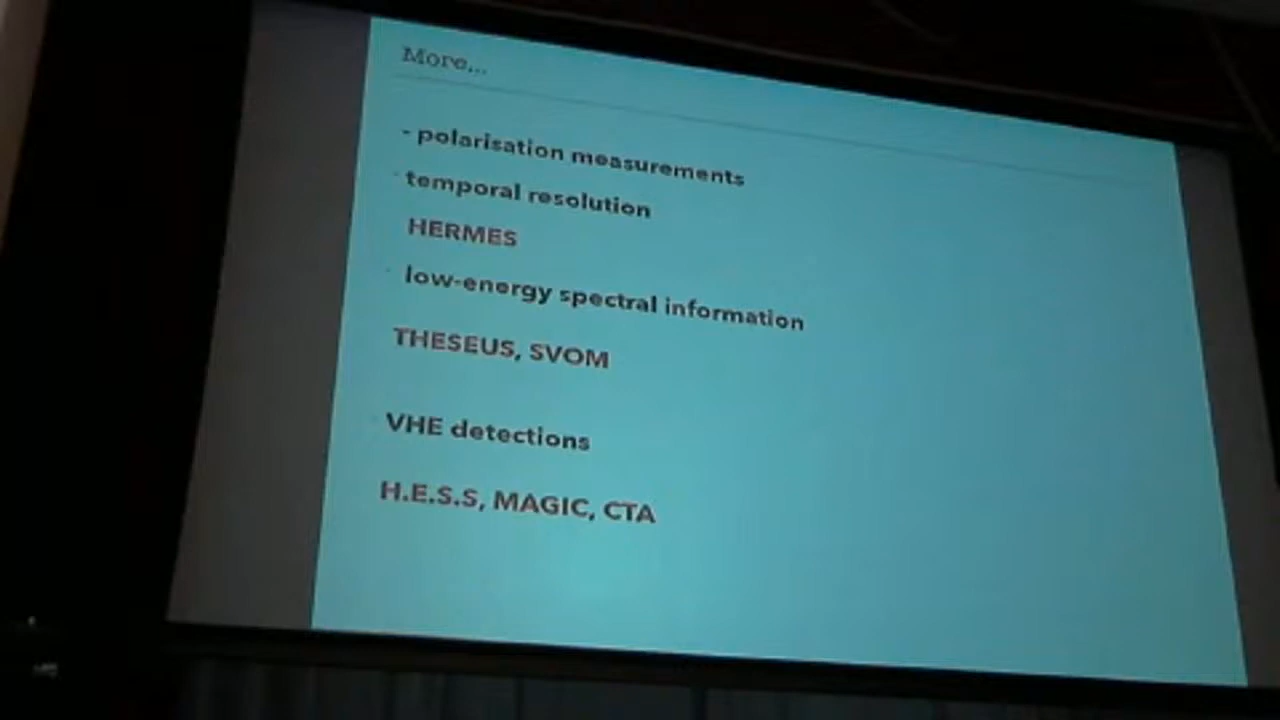 More...
- polarisation measurements
- temporal resolution
HERMES
- low-energy spectral information
THESEUS, SVOM
- VHE detections
H.E.S.S, MAGIC, CTA